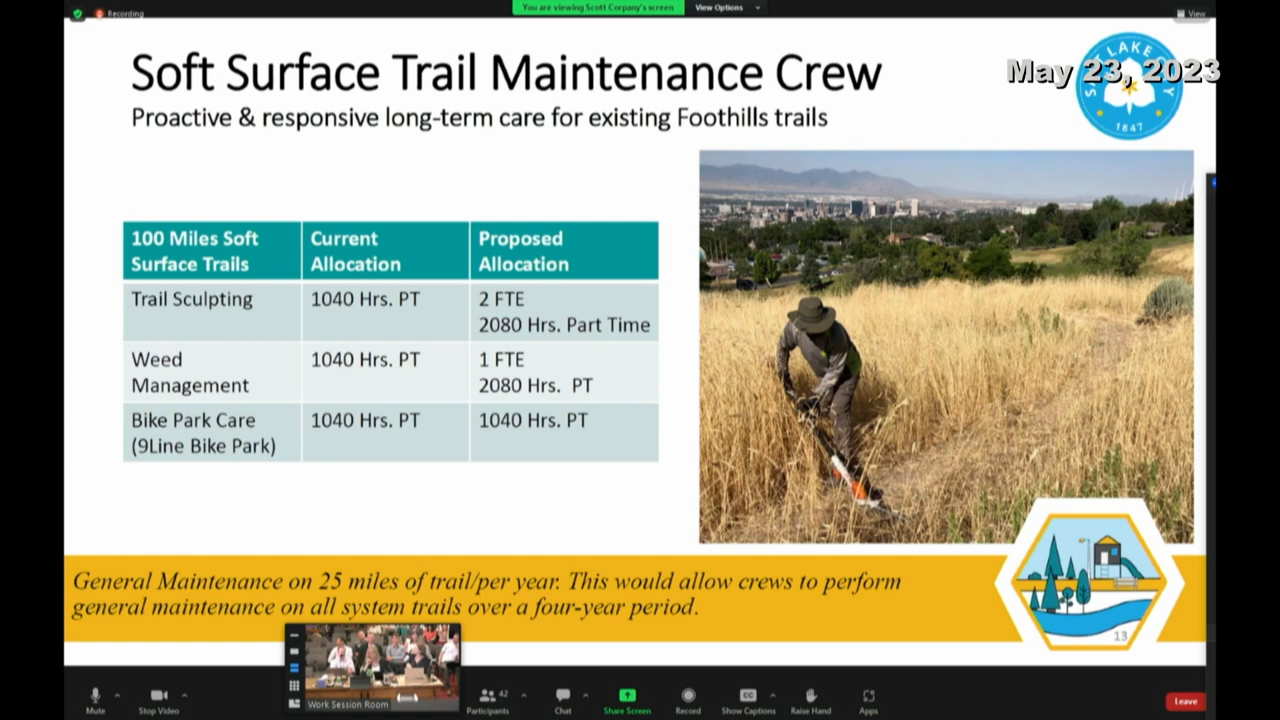 Recording
You are viewing Scott Corpany's screen
View Options
View
Soft Surface Trail Maintenance Crew
May 23, 2023
Proactive & responsive long-term care for existing Foothills trails
1847
100 Miles Soft Surface Trails
Current Allocation
Proposed Allocation
Trail Sculpting
1040 Hrs. PT
2 FTE
2080 Hrs. Part Time
Weed Management
1040 Hrs. PT
1 FTE
2080 Hrs. PT
Bike Park Care (9Line Bike Park)
1040 Hrs. PT
1040 Hrs. PT
General Maintenance on 25 miles of trail/per year. This would allow crews to perform
general maintenance on all system trails over a four-year period.
13
Work Session Room
Mute
Stop Video
Participants
42
Chat
Share Screen
Record
CC
Show Captions
Raise Hand
Apps
Leave